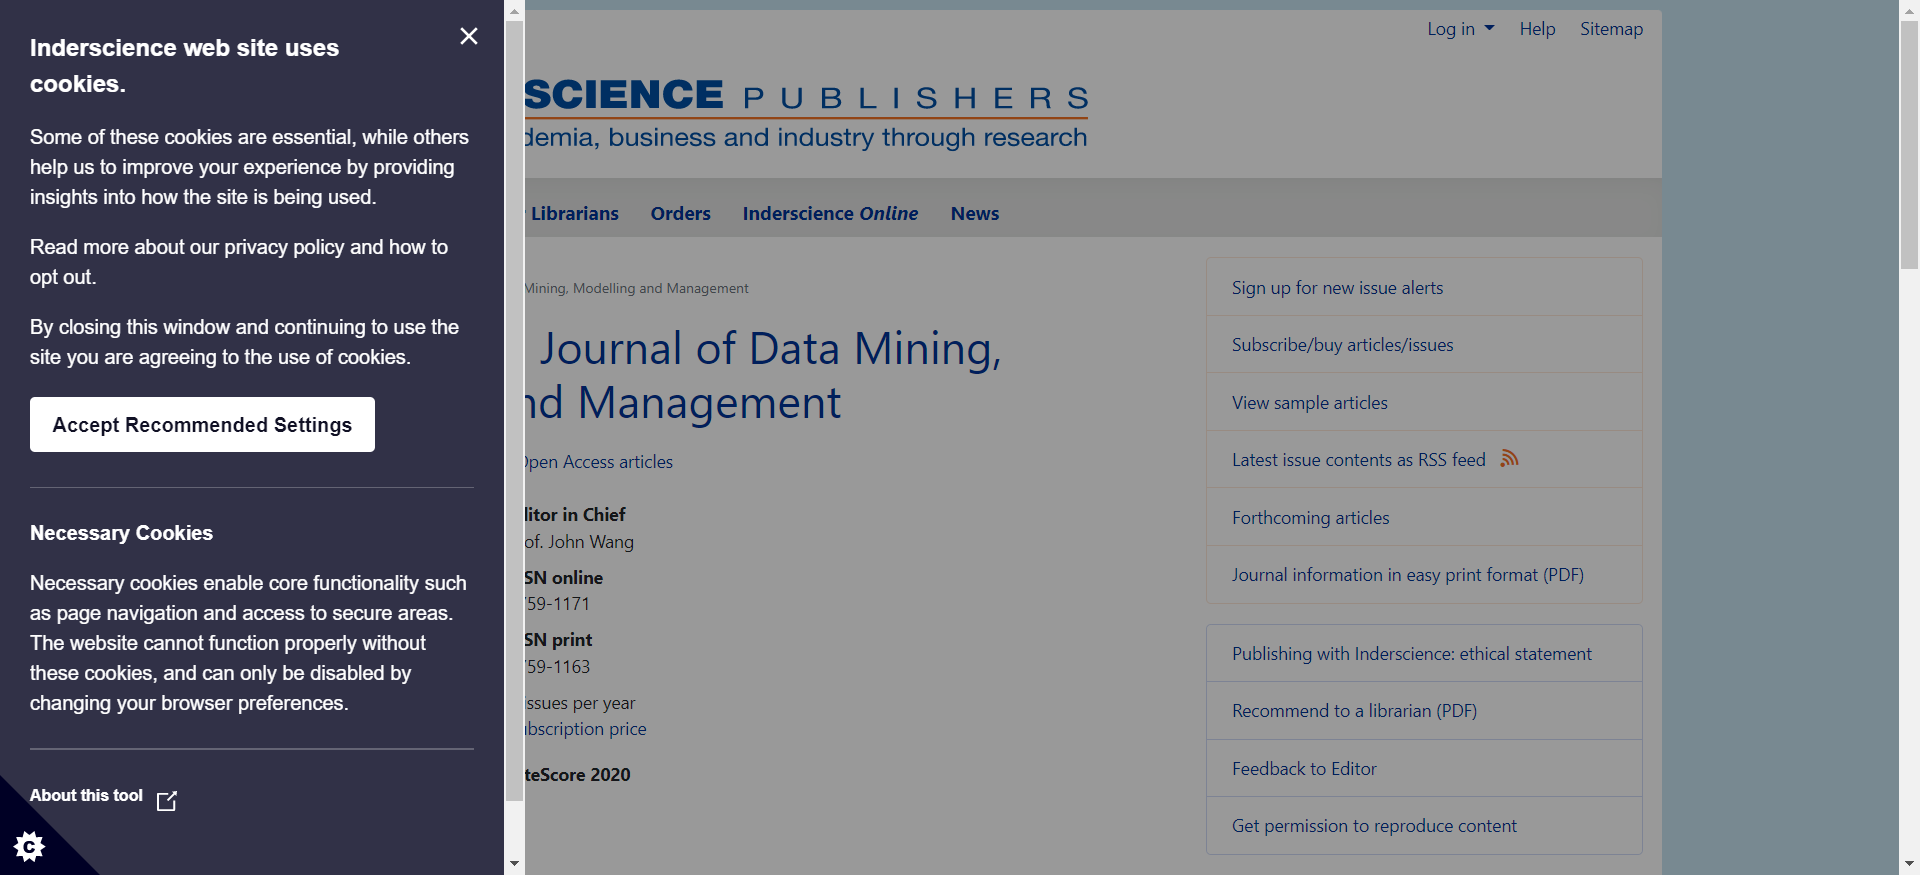 Inderscience web site uses
cookies.
Some of these cookies are essential, while others
help us to improve your experience by providing
insights into how the site is being used.
Read more about our privacy policy and how to
opt out.
By closing this window and continuing to use the
site you are agreeing to the use of cookies.
Accept Recommended Settings
Necessary Cookies
Necessary cookies enable core functionality such
as page navigation and access to secure areas.
The website cannot function properly without
these cookies, and can only be disabled by
changing your browser preferences.
About this tool
C
Log in Help Sitemap
SCIENCE PUBLISHERS
demia, business and industry through research
Librarians Orders Inderscience Online News
Mining, Modelling and Management
Journal of Data Mining,
nd Management
Open Access articles
ditor in Chief
of. John Wang
SN online
759-1171
SN print
759-1163
issues per year
ubscription price
teScore 2020
Sign up for new issue alerts
Subscribe/buy articles/issues
View sample articles
Latest issue contents as RSS feed
Forthcoming articles
Journal information in easy print format (PDF)
Publishing with Inderscience: ethical statement
Recommend to a librarian (PDF)
Feedback to Editor
Get permission to reproduce content